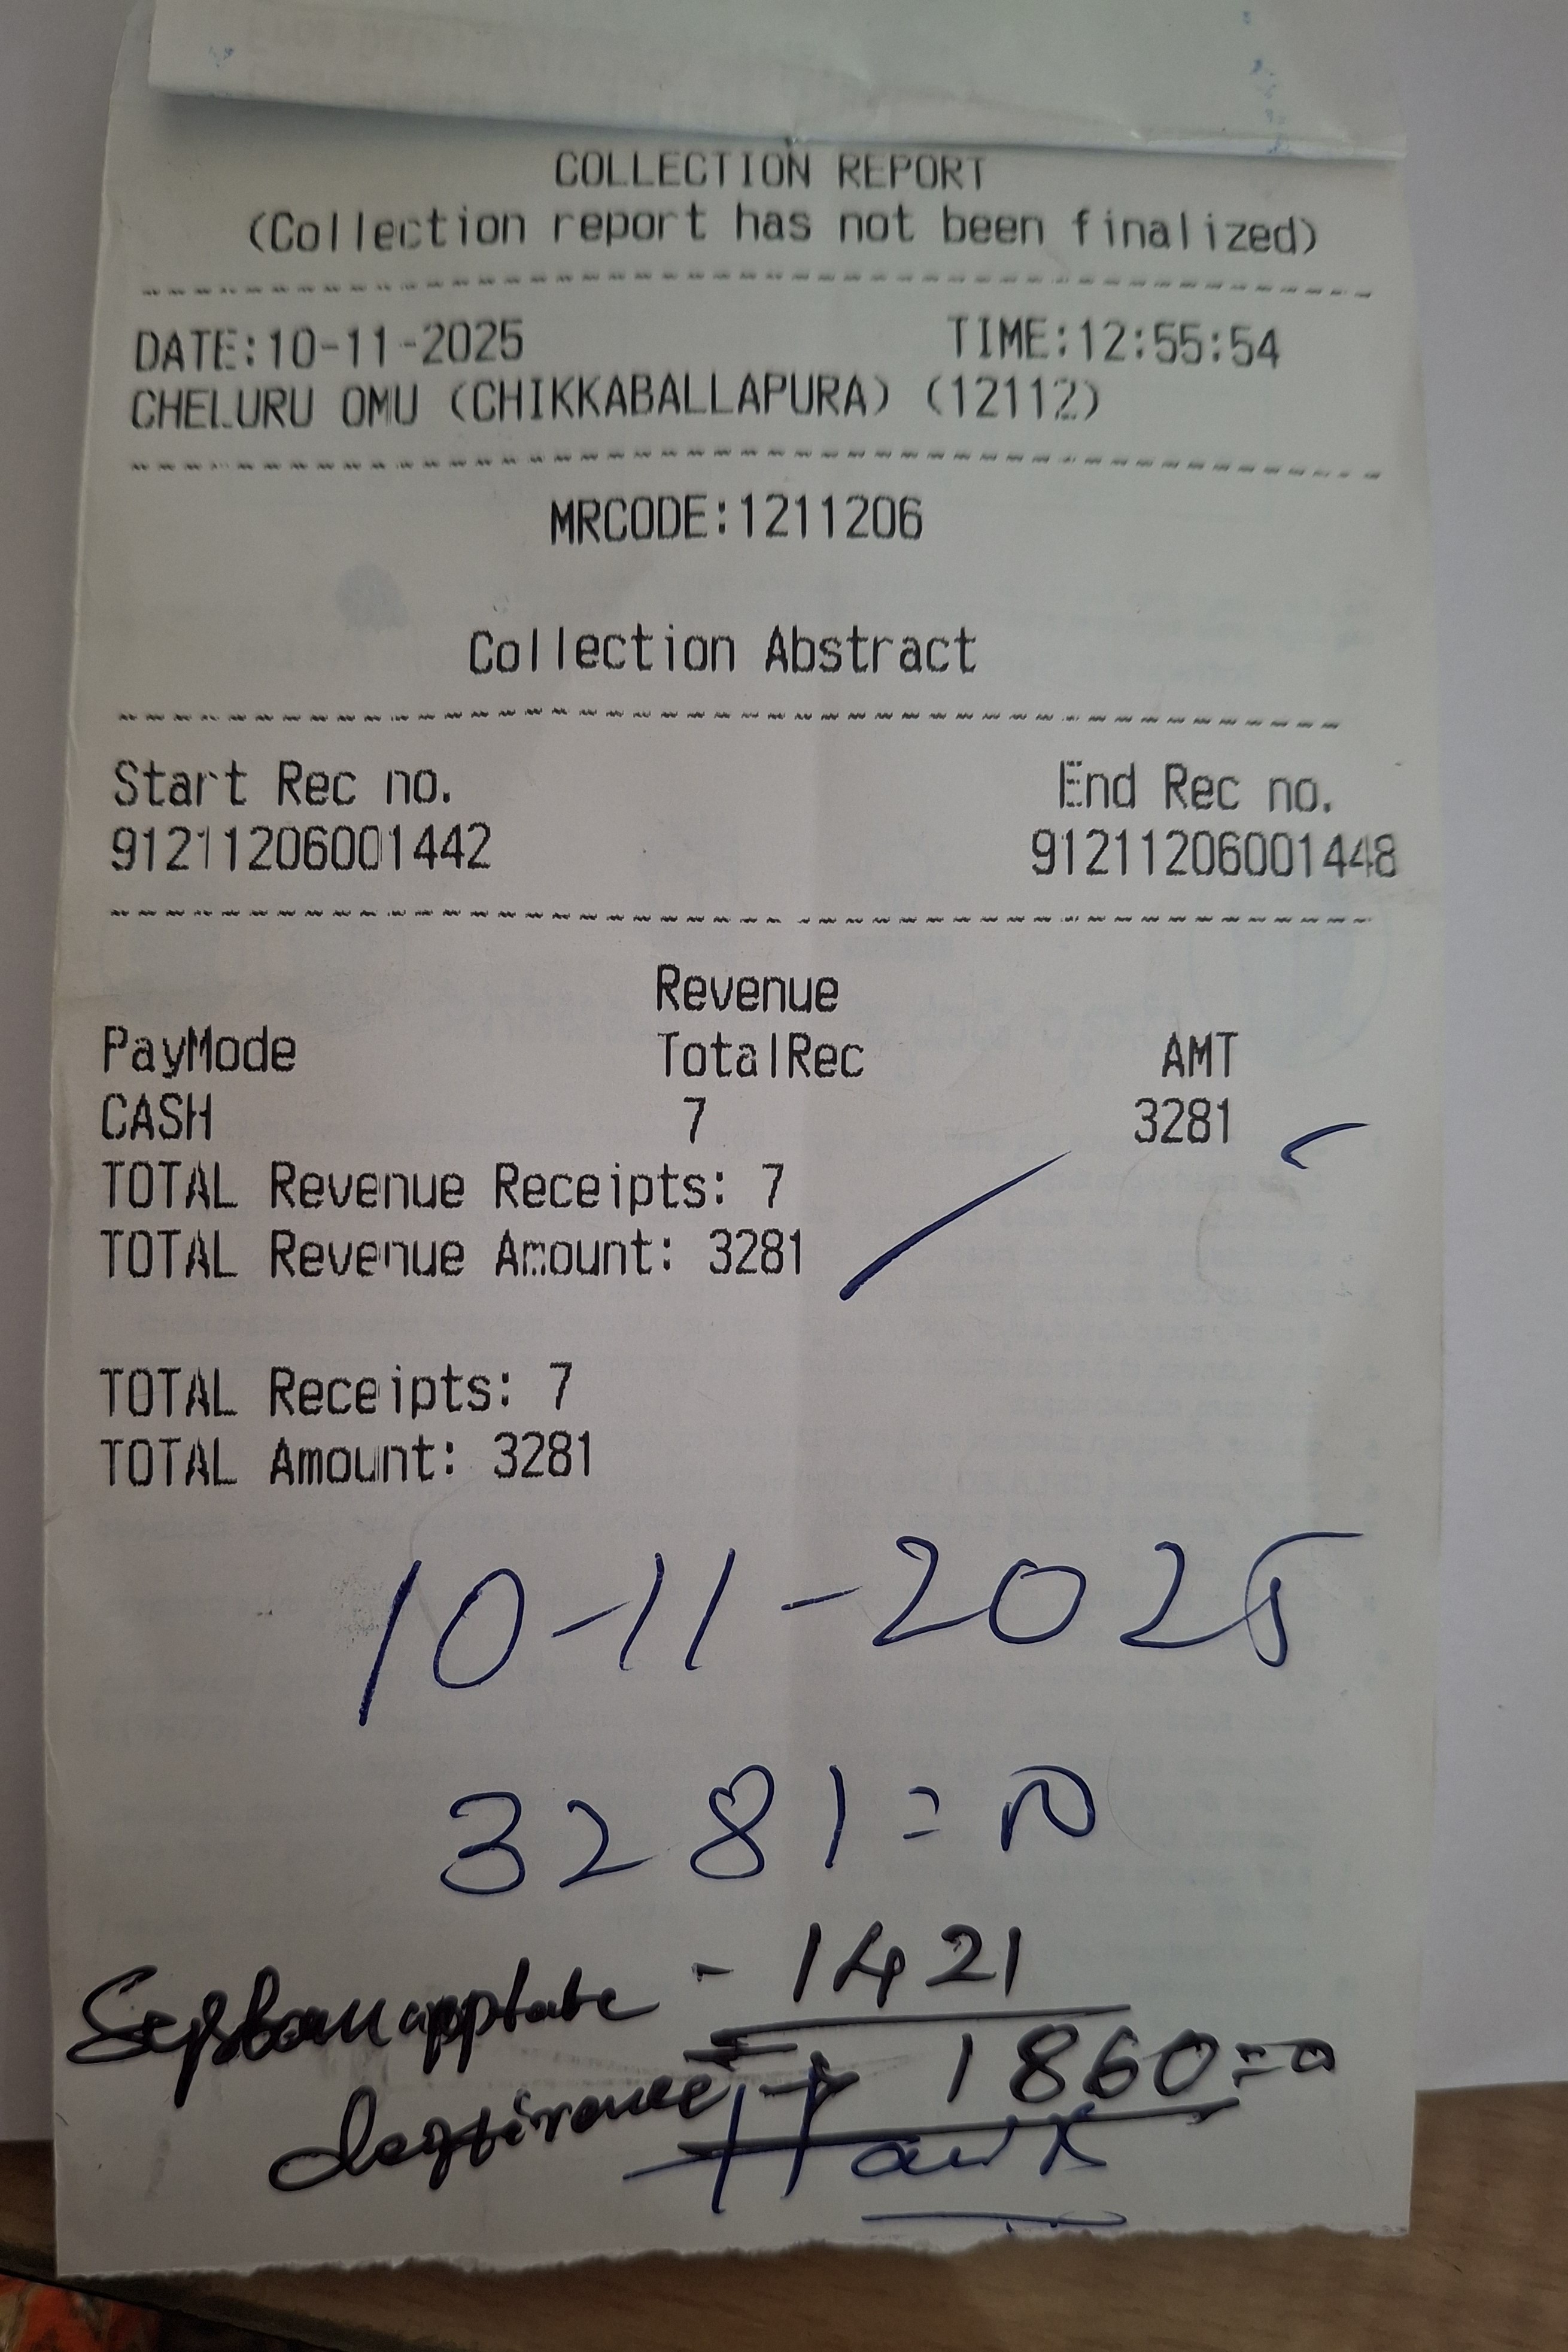 COLLECTION REPORT
(Collection report has not been finalized)
DATE:10-11-2025 TIME:12:55:54
CHELURU OMU (CHIKKABALLAPURA) (12112)
MRCODE:1211206
Collection Abstract
Start Rec no. End Rec no.
91211206001442 91211206001448
Revenue
PayMode TotalRec AMT
CASH 7 3281
TOTAL Revenue Receipts: 7
TOTAL Revenue Amount: 3281
TOTAL Receipts: 7
TOTAL Amount: 3281
10-11-2025
3281=00
- 1421
1860=00